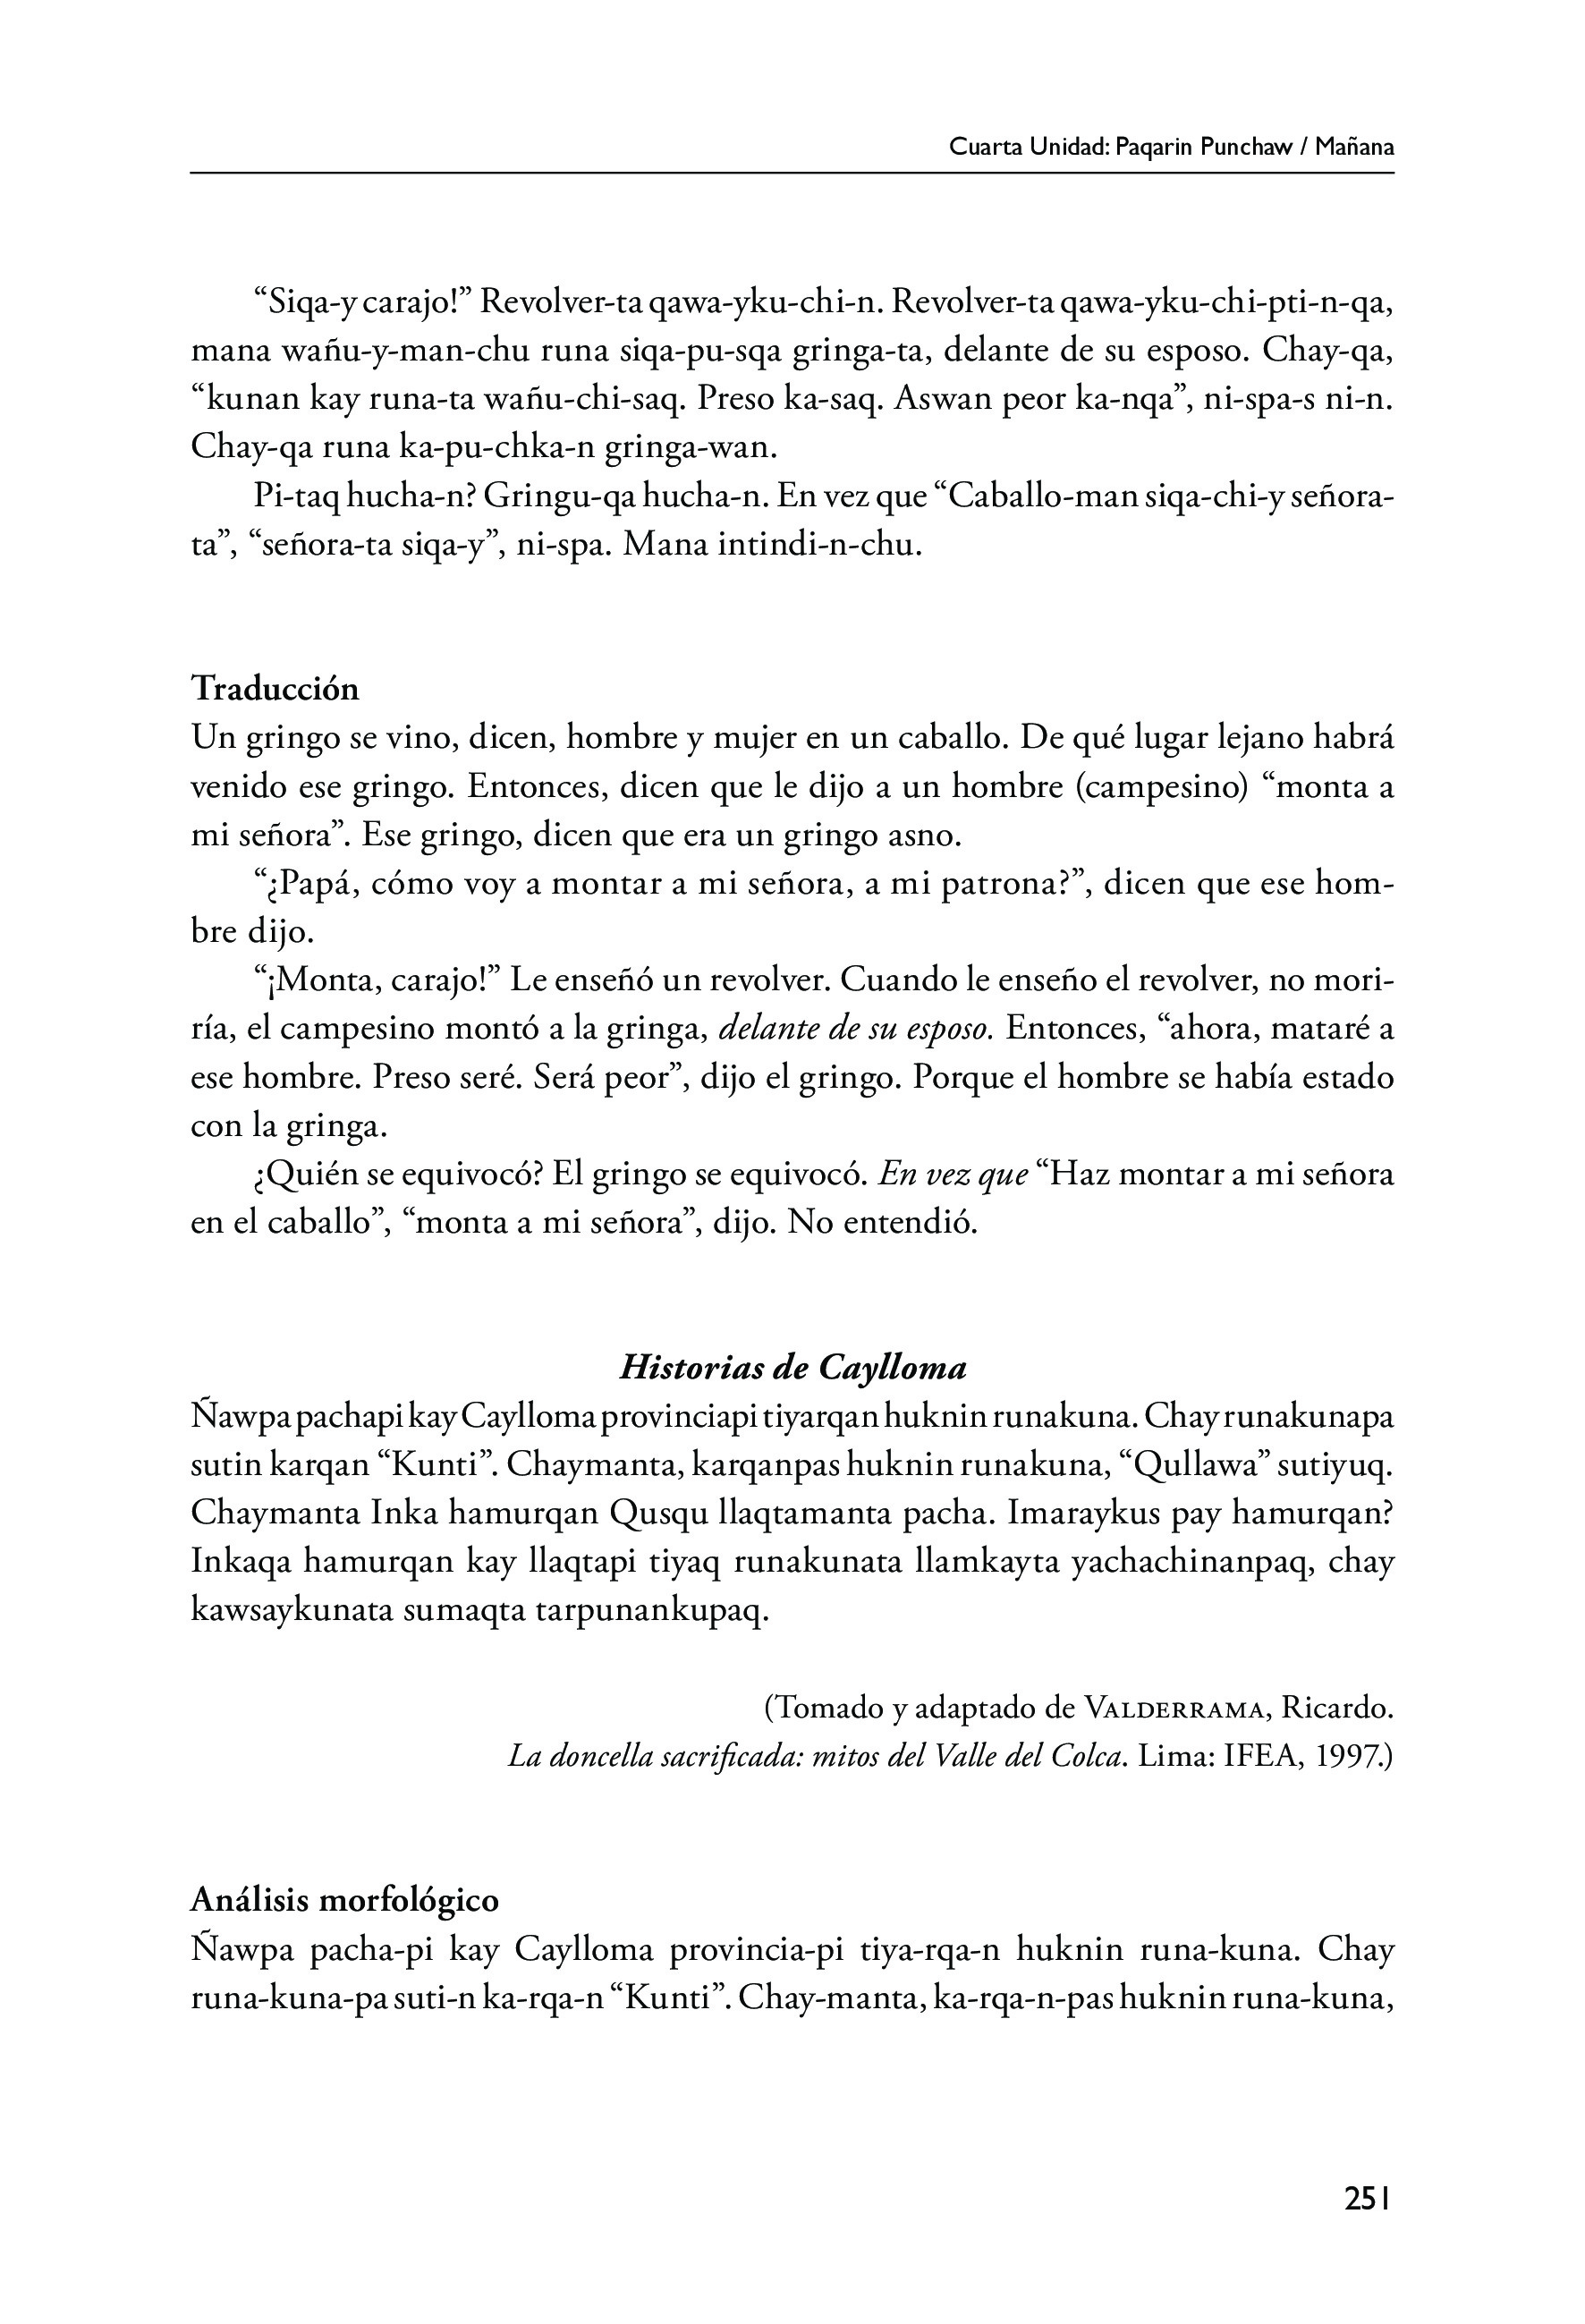 Cuarta Unidad: Paqarin Punchaw / Mañana
“Siqa-y carajo!” Revolver-ta qawa-yku-chi-n. Revolver-ta qawa-yku-chi-pti-n-qa,
mana wañu-y-man-chu runa siqa-pu-sqa gringa-ta, delante de su esposo. Chay-qa,
“kunan kay runa-ta wañu-chi-saq. Preso ka-saq. Aswan peor ka-nqa”, ni-spa-s ni-n.
Chay-qa runa ka-pu-chka-n gringa-wan.
Pi-taq hucha-n? Gringu-qa hucha-n. En vez que “Caballo-man siqa-chi-y señora-
ta”, “señora-ta siqa-y”, ni-spa. Mana intindi-n-chu.
Traducción
Un gringo se vino, dicen, hombre y mujer en un caballo. De qué lugar lejano habrá
venido ese gringo. Entonces, dicen que le dijo a un hombre (campesino) “monta a
mi señora”. Ese gringo, dicen que era un gringo asno.
“¿Papá, cómo voy a montar a mi señora, a mi patrona?”, dicen que ese hom-
bre dijo.
“¡Monta, carajo!” Le enseñó un revolver. Cuando le enseño el revolver, no mori-
ría, el campesino montó a la gringa, delante de su esposo. Entonces, “ahora, mataré a
ese hombre. Preso seré. Será peor”, dijo el gringo. Porque el hombre se había estado
con la gringa.
¿Quién se equivocó? El gringo se equivocó. En vez que “Haz montar a mi señora
en el caballo”, “monta a mi señora”, dijo. No entendió.
Historias de Caylloma
Ñawpa pachapi kay Caylloma provinciapi tiyarqan huknin runakuna. Chay runakunapa
sutin karqan “Kunti”. Chaymanta, karqanpas huknin runakuna, “Qullawa” sutiyuq.
Chaymanta Inka hamurqan Qusqu llaqtamanta pacha. Imaraykus pay hamurqan?
Inkaqa hamurqan kay llaqtapi tiyaq runakunata llamkayta yachachinanpaq, chay
kawsaykunata sumaqta tarpunankupaq.
(Tomado y adaptado de Valderrama, Ricardo.
La doncella sacrificada: mitos del Valle del Colca. Lima: IFEA, 1997.)
Análisis morfológico
Ñawpa pacha-pi kay Caylloma provincia-pi tiya-rqa-n huknin runa-kuna. Chay
runa-kuna-pa suti-n ka-rqa-n “Kunti”. Chay-manta, ka-rqa-n-pas huknin runa-kuna,
251